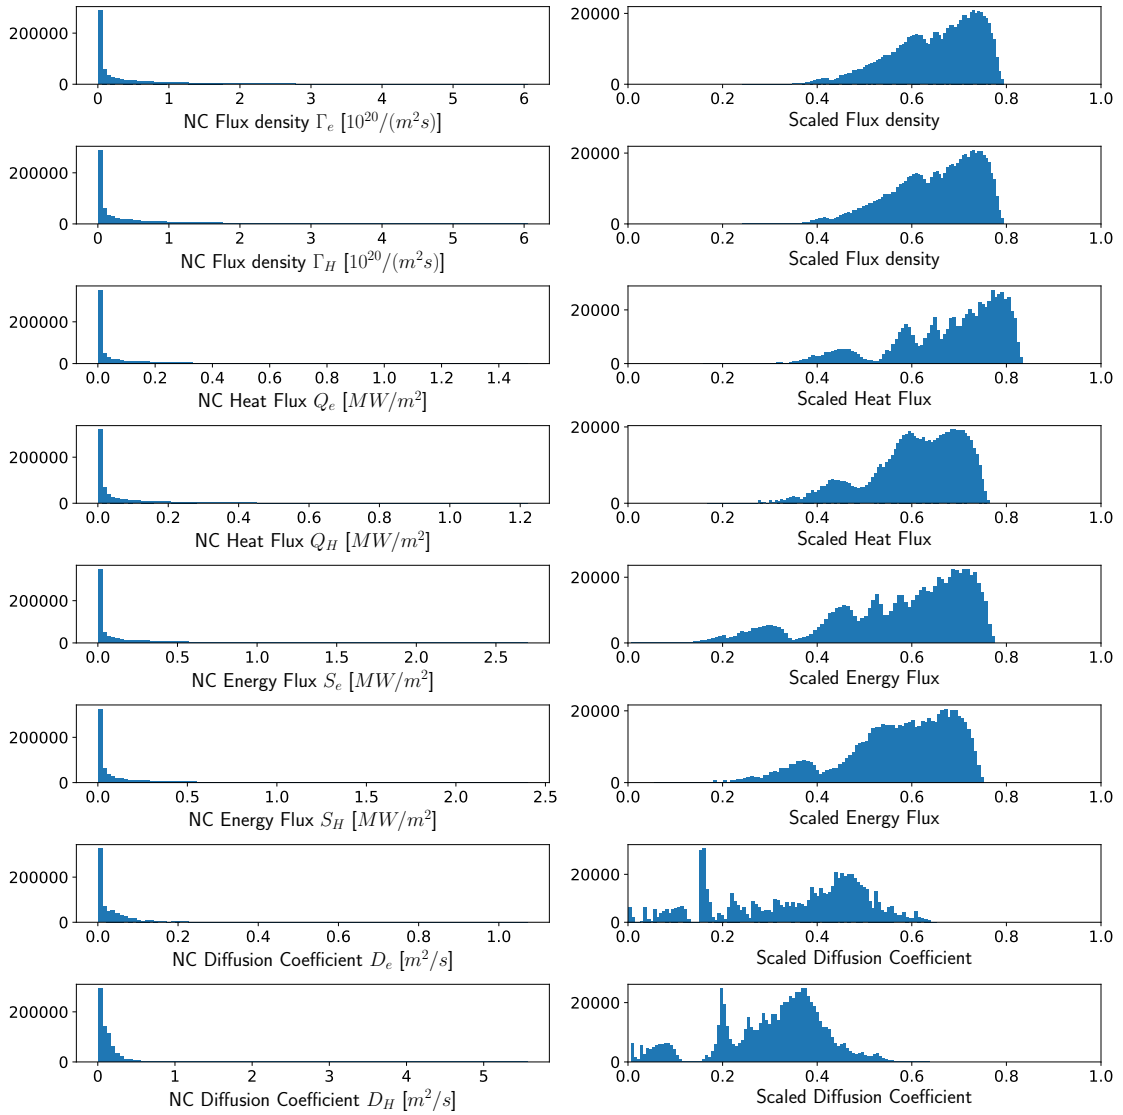 200000
0
0 1 2 3 4 5 6
NC Flux density Γ_e [10^20/(m^2s)]
20000
0
0.0 0.2 0.4 0.6 0.8 1.0
Scaled Flux density
200000
0
0 1 2 3 4 5 6
NC Flux density Γ_H [10^20/(m^2s)]
20000
0
0.0 0.2 0.4 0.6 0.8 1.0
Scaled Flux density
200000
0
0.0 0.2 0.4 0.6 0.8 1.0 1.2 1.4
NC Heat Flux Q_e [MW/m^2]
20000
0
0.0 0.2 0.4 0.6 0.8 1.0
Scaled Heat Flux
200000
0
0.0 0.2 0.4 0.6 0.8 1.0 1.2
NC Heat Flux Q_H [MW/m^2]
20000
0
0.0 0.2 0.4 0.6 0.8 1.0
Scaled Heat Flux
200000
0
0.0 0.5 1.0 1.5 2.0 2.5
NC Energy Flux S_e [MW/m^2]
20000
0
0.0 0.2 0.4 0.6 0.8 1.0
Scaled Energy Flux
200000
0
0.0 0.5 1.0 1.5 2.0 2.5
NC Energy Flux S_H [MW/m^2]
20000
0
0.0 0.2 0.4 0.6 0.8 1.0
Scaled Energy Flux
200000
0
0.0 0.2 0.4 0.6 0.8 1.0
NC Diffusion Coefficient D_e [m^2/s]
20000
0
0.0 0.2 0.4 0.6 0.8 1.0
Scaled Diffusion Coefficient
200000
0
0 1 2 3 4 5
NC Diffusion Coefficient D_H [m^2/s]
20000
0
0.0 0.2 0.4 0.6 0.8 1.0
Scaled Diffusion Coefficient